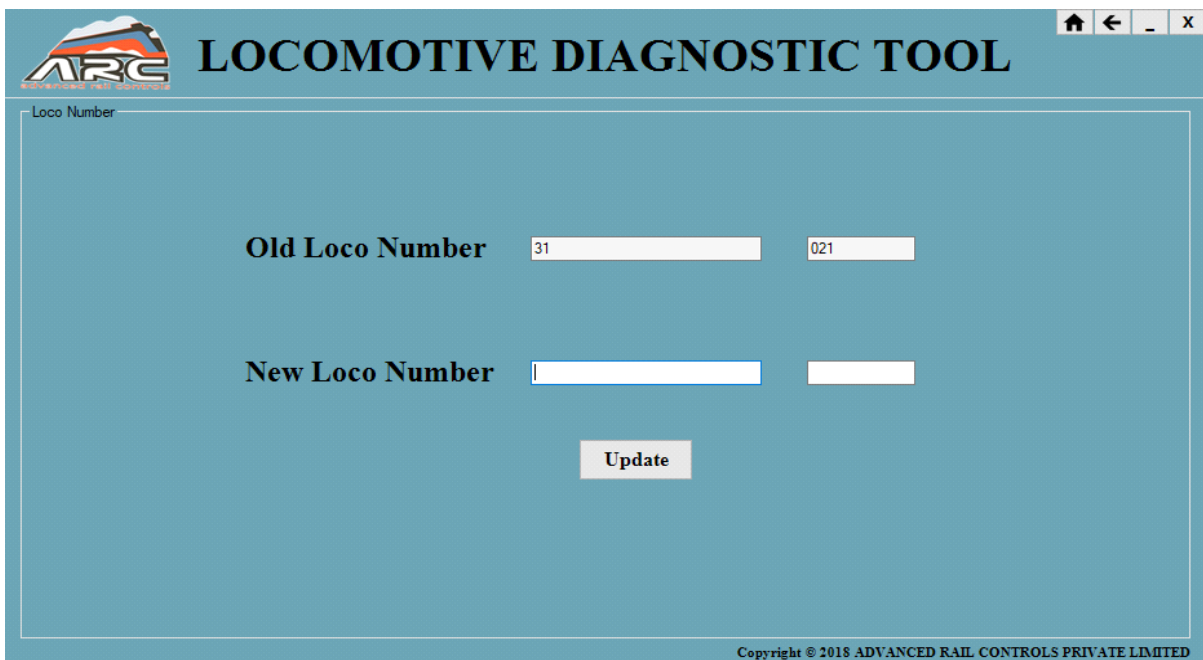 ARC
advanced rail controls
LOCOMOTIVE DIAGNOSTIC TOOL
_ X
Loco Number
Old Loco Number 31 021
New Loco Number
Update
Copyright © 2018 ADVANCED RAIL CONTROLS PRIVATE LIMITED